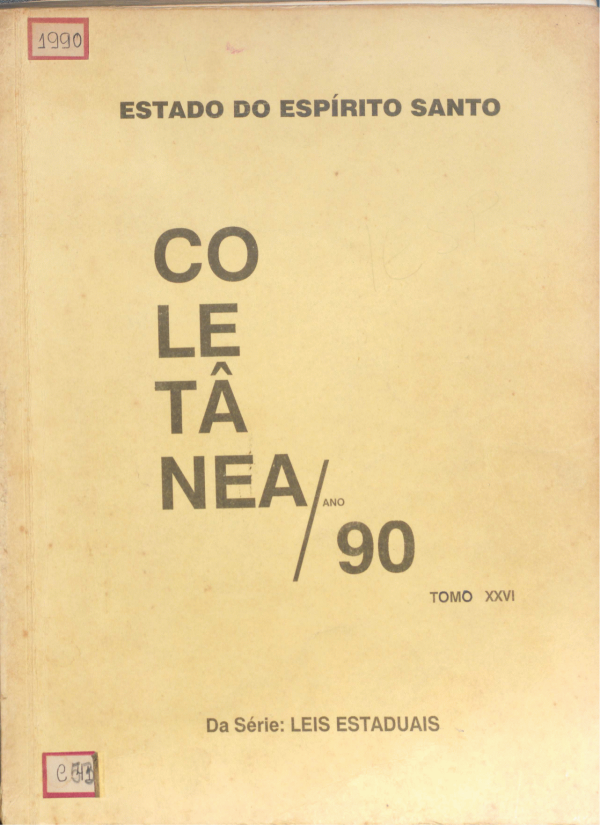 1990
ESTADO DO ESPÍRITO SANTO
CO
LE
TÂ
NEA/
ANO
90
TOMO XXVI
Da Série: LEIS ESTADUAIS